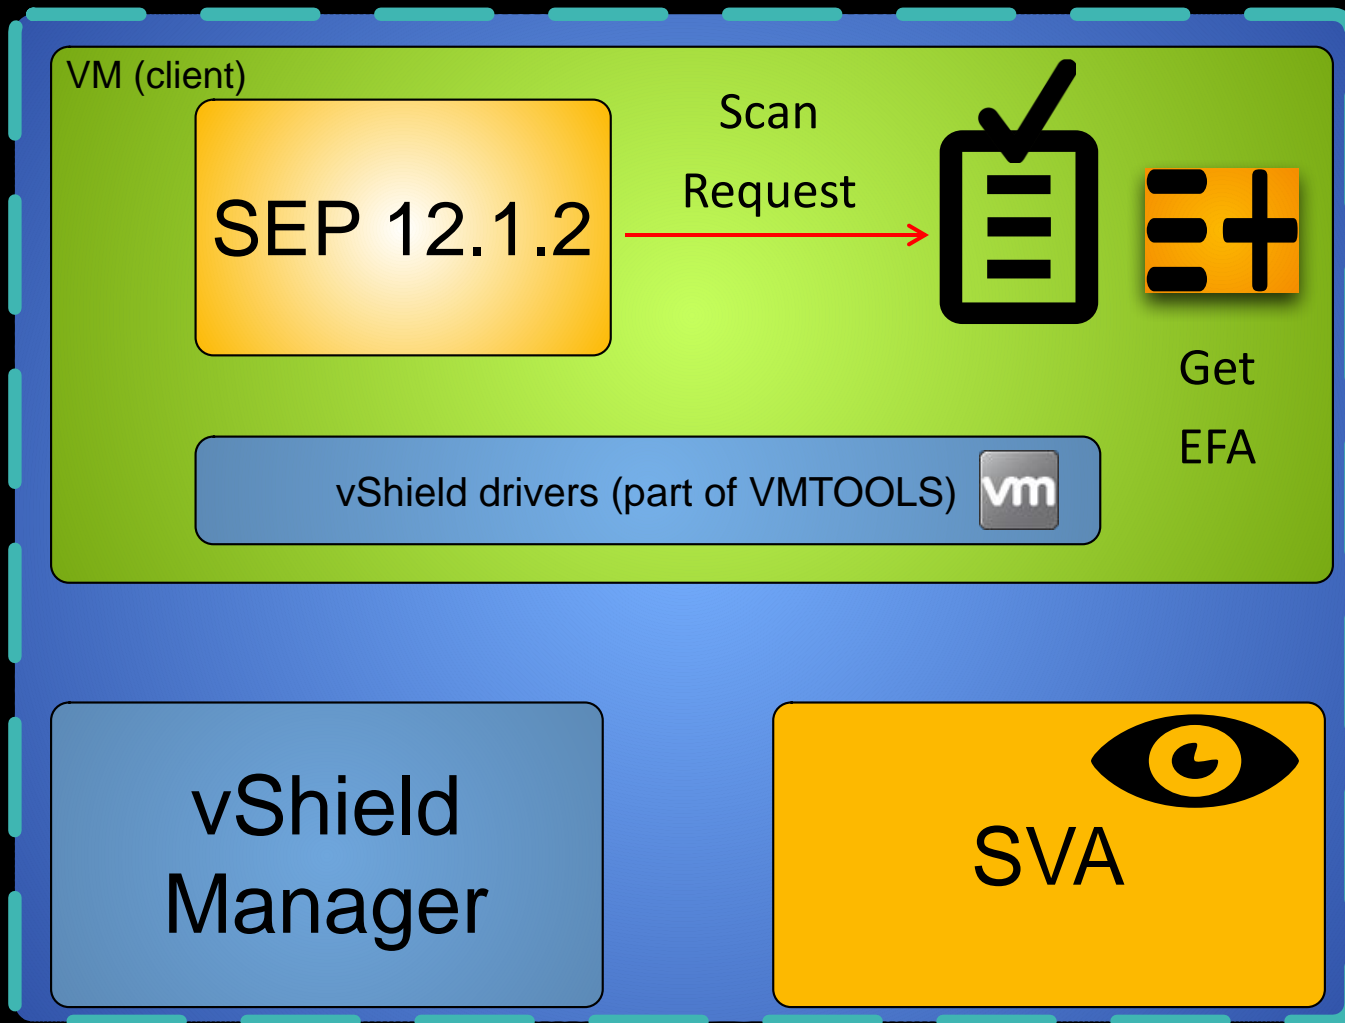 VM (client)
SEP 12.1.2
Scan
Request
Get
EFA
vShield drivers (part of VMTOOLS)
vm
vShield
Manager
SVA